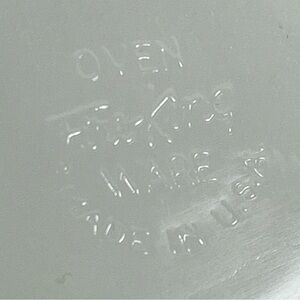 OVEN
Fire-King
WARE
MADE IN U.S.A.